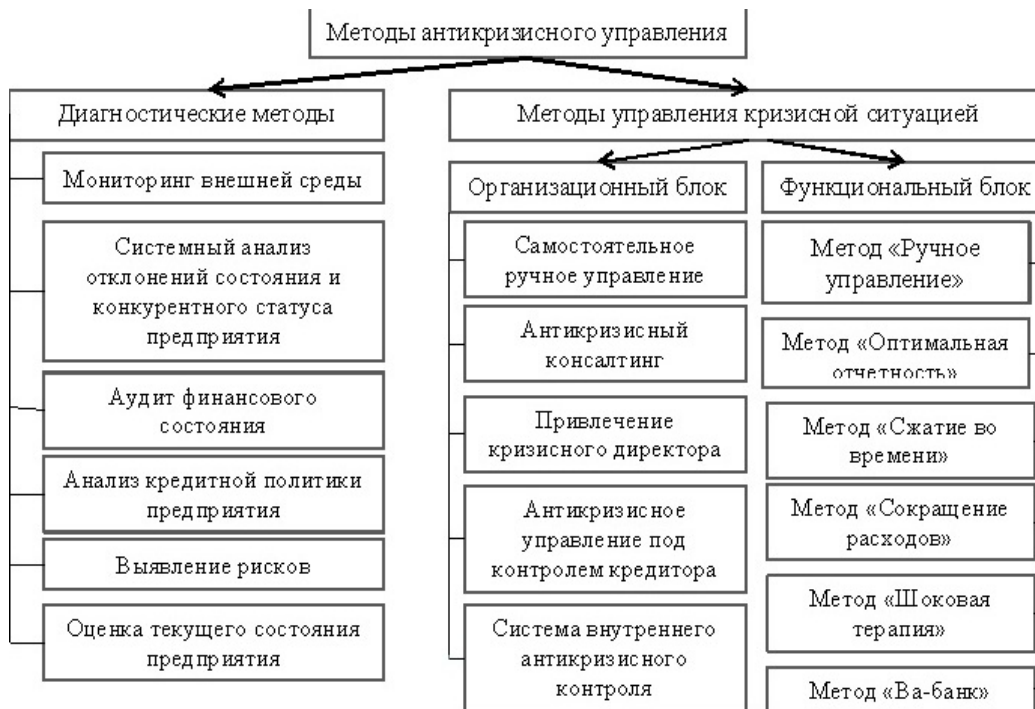 Методы антикризисного управления
Диагностические методы
Мониторинг внешней среды
Системный анализ
отклонений состояния и
конкурентного статуса
предприятия
Аудит финансового
состояния
Анализ кредитной политики
предприятия
Выявление рисков
Оценка текущего состояния
предприятия
Методы управления кризисной ситуацией
Организационный блок
Самостоятельное
ручное управление
Антикризисный
консалтинг
Привлечение
кризисного директора
Антикризисное
управление под
контролем кредитора
Система внутреннего
антикризисного
контроля
Функциональный блок
Метод «Ручное
управление»
Метод «Оптимальная
отчетность»
Метод «Сжатие во
времени»
Метод «Сокращение
расходов»
Метод «Шоковая
терапия»
Метод «Ва-банк»